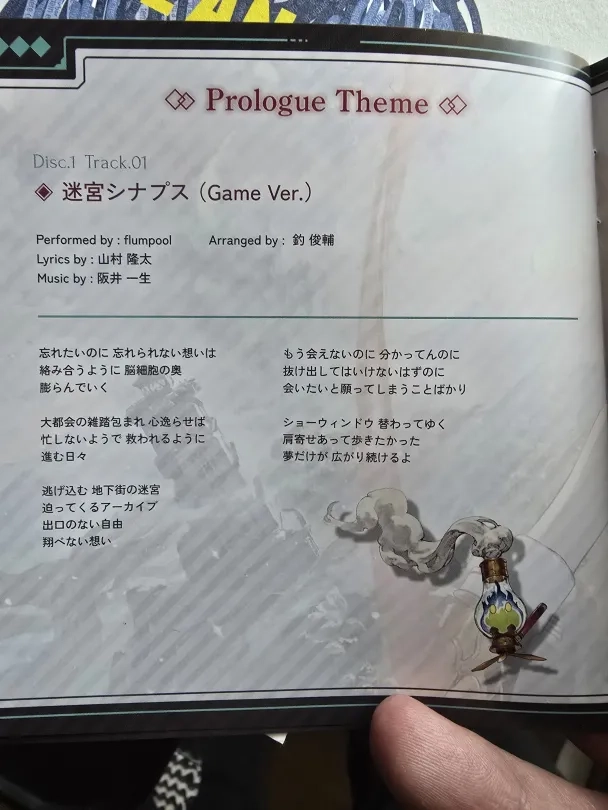 Prologue Theme
Disc.1 Track.01
迷宮シナプス（Game Ver.）
Performed by : flumpool Arranged by : 釣 俊輔
Lyrics by : 山村 隆太
Music by : 阪井 一生
忘れたいのに 忘れられない想いは
絡み合うように 脳細胞の奥
膨らんでいく
大都会の雑踏包まれ 心逸らせば
忙しないようで 救われるように
進む日々
逃げ込む 地下街の迷宮
迫ってくるアーカイブ
出口のない自由
翔べない想い
もう会えないのに 分かってんのに
抜け出してはいけないはずのに
会いたいと願ってしまうことばかり
ショーウィンドウ 替わってゆく
肩寄せあって歩きたかった
夢だけが 広がり続けるよ